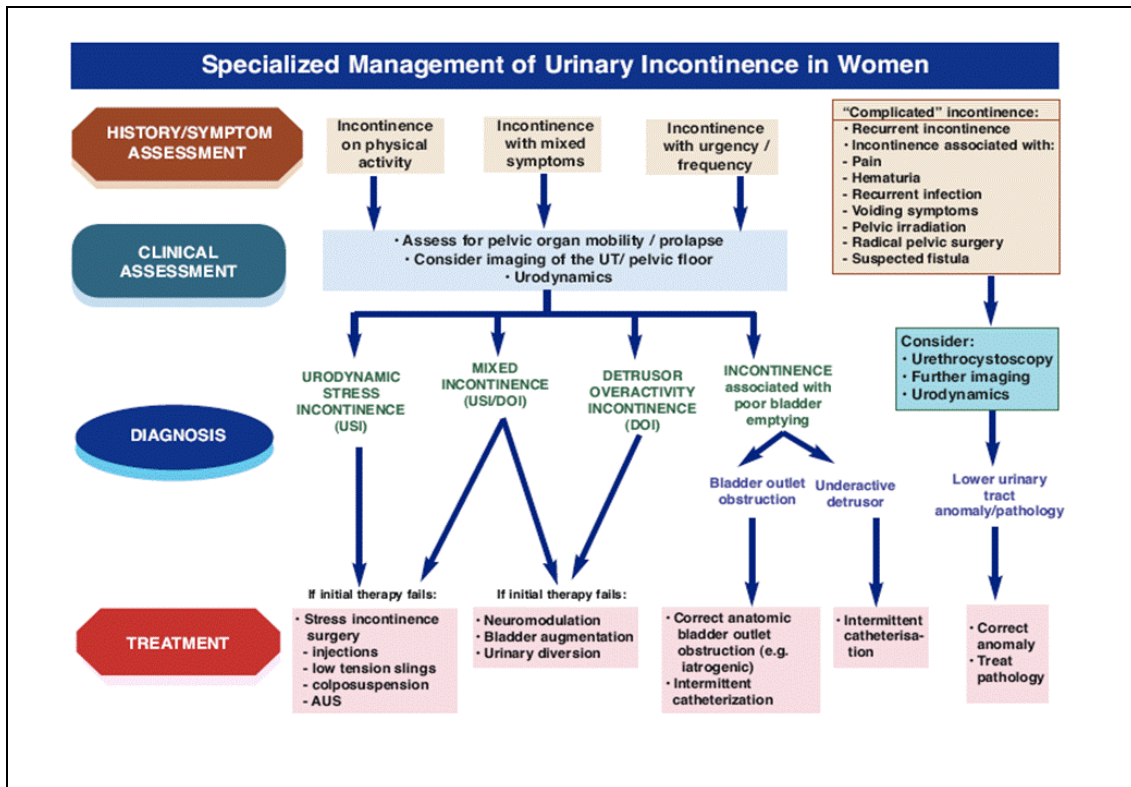 Specialized Management of Urinary Incontinence in Women
HISTORY/SYMPTOM
ASSESSMENT
Incontinence
on physical
activity
Incontinence
with mixed
symptoms
Incontinence
with urgency /
frequency
“Complicated” incontinence:
• Recurrent incontinence
• Incontinence associated with:
- Pain
- Hematuria
- Recurrent infection
- Voiding symptoms
- Pelvic irradiation
- Radical pelvic surgery
- Suspected fistula
CLINICAL
ASSESSMENT
• Assess for pelvic organ mobility / prolapse
• Consider imaging of the UT/ pelvic floor
• Urodynamics
Consider:
• Urethrocystoscopy
• Further imaging
• Urodynamics
DIAGNOSIS
URODYNAMIC
STRESS
INCONTINENCE
(USI)
MIXED
INCONTINENCE
(USI/DOI)
DETRUSOR
OVERACTIVITY
INCONTINENCE
(DOI)
INCONTINENCE
associated with
poor bladder
emptying
Bladder outlet
obstruction
Underactive
detrusor
Lower urinary
tract
anomaly/pathology
TREATMENT
If initial therapy fails:
• Stress incontinence
surgery
- injections
- low tension slings
- colposuspension
- AUS
If initial therapy fails:
• Neuromodulation
• Bladder augmentation
• Urinary diversion
• Correct anatomic
bladder outlet
obstruction (e.g.
iatrogenic)
• Intermittent
catheterization
• Intermittent
catheterisa-
tion
• Correct
anomaly
• Treat
pathology